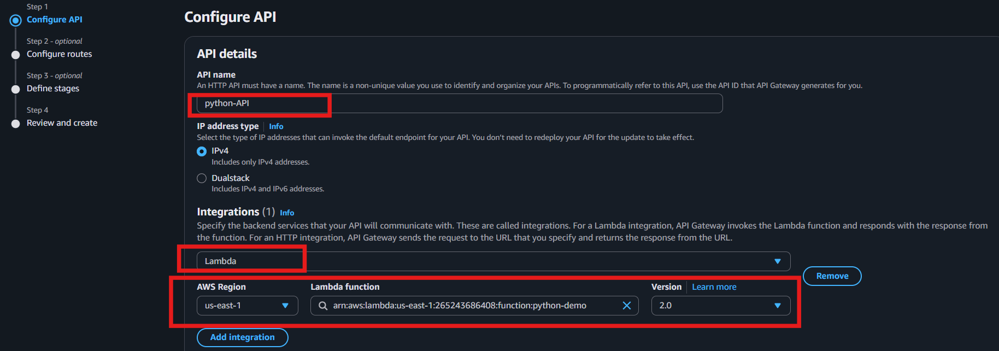 Step 1
Configure API
Step 2 - optional
Configure routes
Step 3 - optional
Define stages
Step 4
Review and create
Configure API
API details
API name
An HTTP API must have a name. The name is a non-unique value you use to identify and organize your APIs. To programmatically refer to this API, use the API ID that API Gateway generates for you.
python-API
IP address type Info
Select the type of IP addresses that can invoke the default endpoint for your API. You don't need to redeploy your API for the update to take effect.
IPv4
Includes only IPv4 addresses.
Dualstack
Includes IPv4 and IPv6 addresses.
Integrations (1) Info
Specify the backend services that your API will communicate with. These are called integrations. For a Lambda integration, API Gateway invokes the Lambda function and responds with the response from
the function. For an HTTP integration, API Gateway sends the request to the URL that you specify and returns the response from the URL.
Lambda
Remove
AWS Region Lambda function Version Learn more
us-east-1 arn:aws:lambda:us-east-1:265243686408:function:python-demo 2.0
Add integration